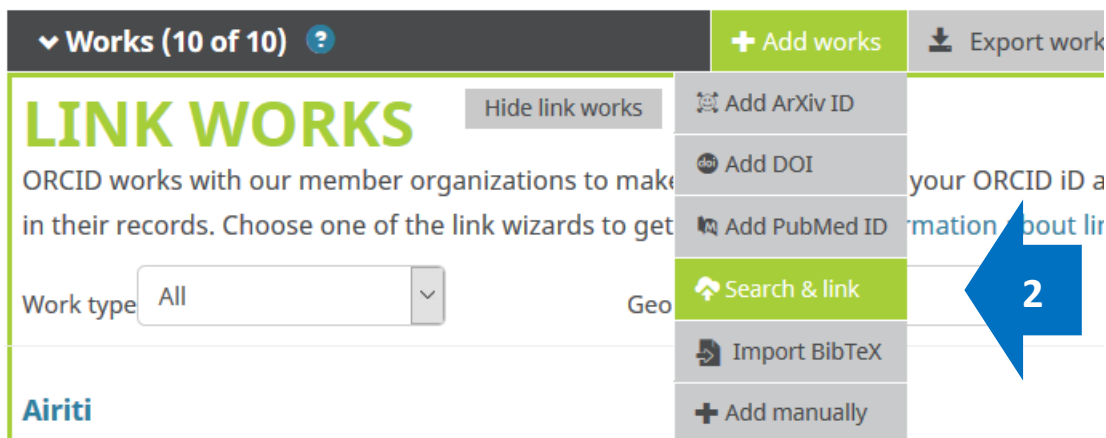 Works (10 of 10) ?
Add works
Export work
LINK WORKS
Hide link works
Add ArXiv ID
doi Add DOI
ORCID works with our member organizations to make your ORCID iD a
Add PubMed ID
in their records. Choose one of the link wizards to get rmation about lin
Search & link
2
Work type All
Geo
Import BibTeX
Add manually
Airiti